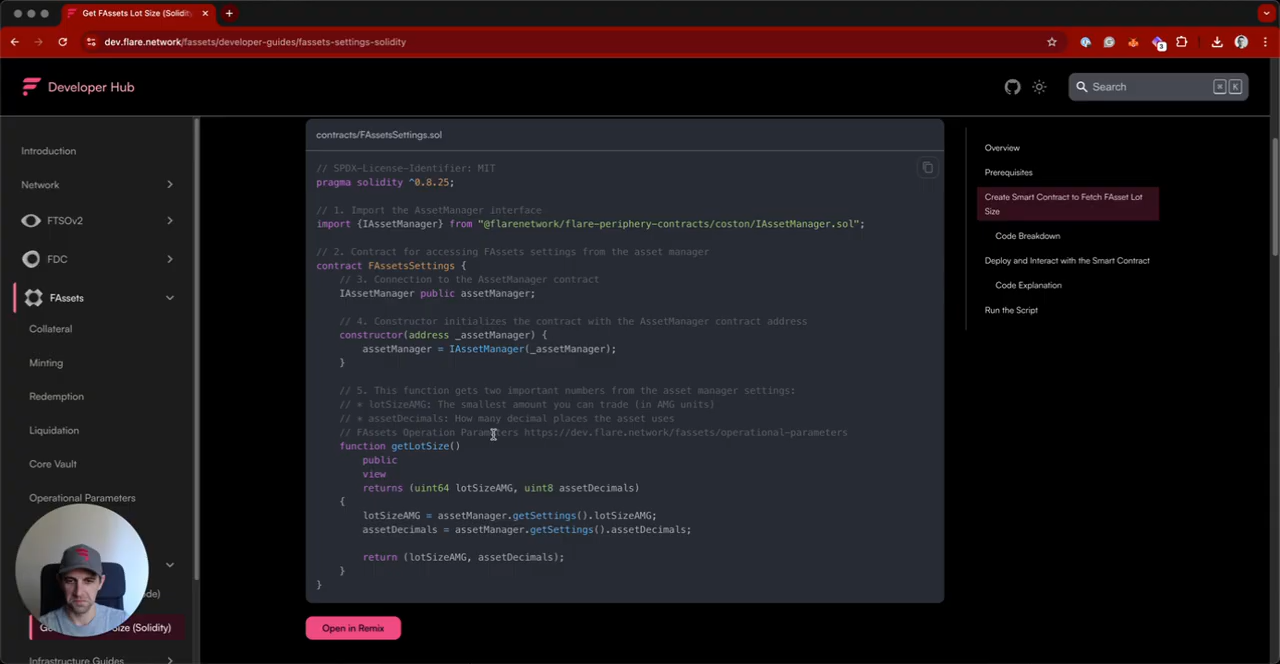 Get FAssets Lot Size (Solidity
dev.flare.network/fassets/developer-guides/fassets-settings-solidity
3
Developer Hub
Search
⌘ K
Introduction
Network
FTSOv2
FDC
FAssets
Collateral
Minting
Redemption
Liquidation
Core Vault
Operational Parameters
Size (Solidity)
Infrastructure Guides
contracts/FAssetsSettings.sol
// SPDX-License-Identifier: MIT
pragma solidity ^0.8.25;
// 1. Import the AssetManager interface
import {IAssetManager} from "@flarenetwork/flare-periphery-contracts/coston/IAssetManager.sol";
// 2. Contract for accessing FAssets settings from the asset manager
contract FAssetsSettings {
// 3. Connection to the AssetManager contract
IAssetManager public assetManager;
// 4. Constructor initializes the contract with the AssetManager contract address
constructor(address _assetManager) {
assetManager = IAssetManager(_assetManager);
}
// 5. This function gets two important numbers from the asset manager settings:
// * lotSizeAMG: The smallest amount you can trade (in AMG units)
// * assetDecimals: How many decimal places the asset uses
// FAssets Operation Parameters https://dev.flare.network/fassets/operational-parameters
function getLotSize()
public
view
returns (uint64 lotSizeAMG, uint8 assetDecimals)
{
lotSizeAMG = assetManager.getSettings().lotSizeAMG;
assetDecimals = assetManager.getSettings().assetDecimals;
return (lotSizeAMG, assetDecimals);
}
}
Open in Remix
Overview
Prerequisites
Create Smart Contract to Fetch FAsset Lot
Size
Code Breakdown
Deploy and Interact with the Smart Contract
Code Explanation
Run the Script